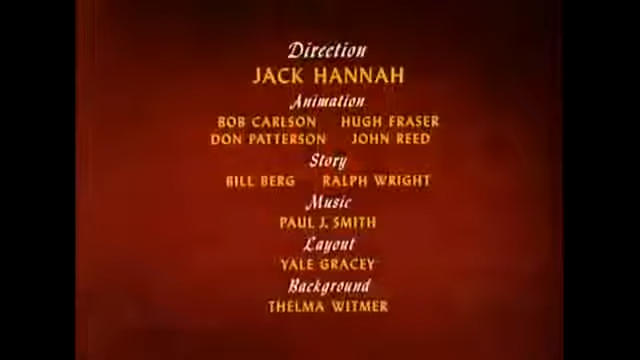 Direction
JACK HANNAH
Animation
BOB CARLSON HUGH FRASER
DON PATTERSON JOHN REED
Story
BILL BERG RALPH WRIGHT
Music
PAUL J. SMITH
Layout
YALE GRACEY
Background
THELMA WITMER